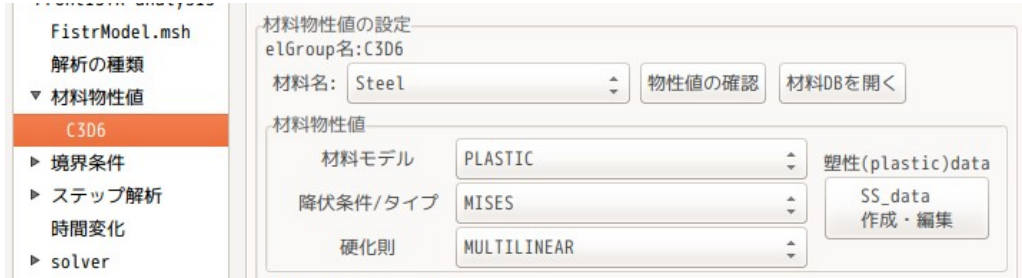 FistrModel.msh
解析の種類
材料物性値
C3D6
境界条件
ステップ解析
時間変化
solver
材料物性値の設定
elGroup名:C3D6
材料名: Steel 物性値の確認 材料DBを開く
材料物性値
材料モデル PLASTIC
塑性(plastic)data
降伏条件/タイプ MISES
SS_data
作成・編集
硬化則 MULTILINEAR